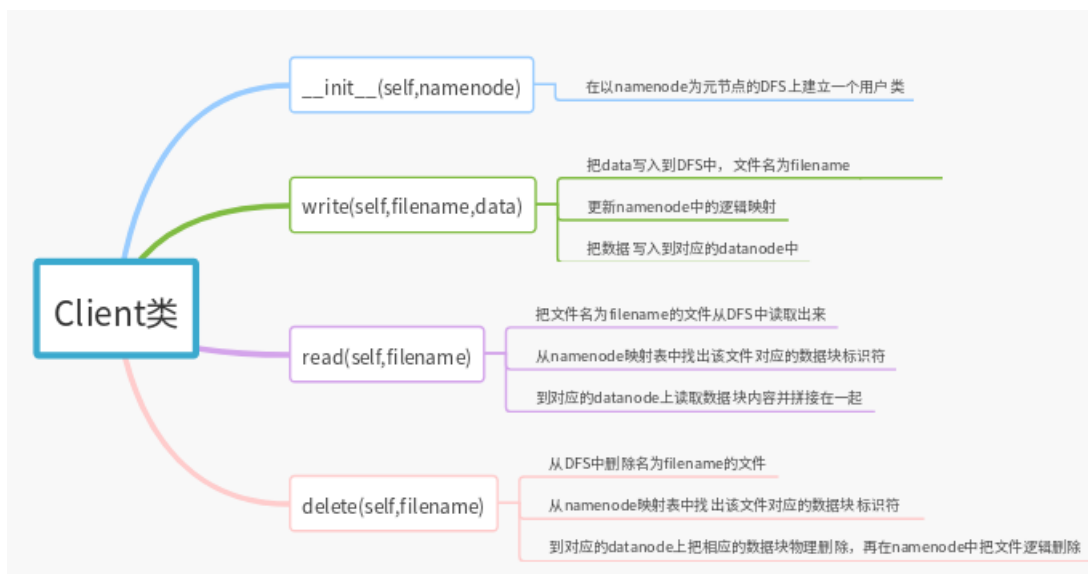 __init__(self,namenode)
在以namenode为元节点的DFS上建立一个用户类
把data写入到DFS中，文件名为filename
write(self,filename,data)
更新namenode中的逻辑映射
把数据写入到对应的datanode中
Client类
把文件名为filename的文件从DFS中读取出来
read(self,filename)
从namenode映射表中找出该文件对应的数据块标识符
到对应的datanode上读取数据块内容并拼接在一起
从DFS中删除名为filename的文件
delete(self,filename)
从namenode映射表中找出该文件对应的数据块标识符
到对应的datanode上把相应的数据块物理删除，再在namenode中把文件逻辑删除